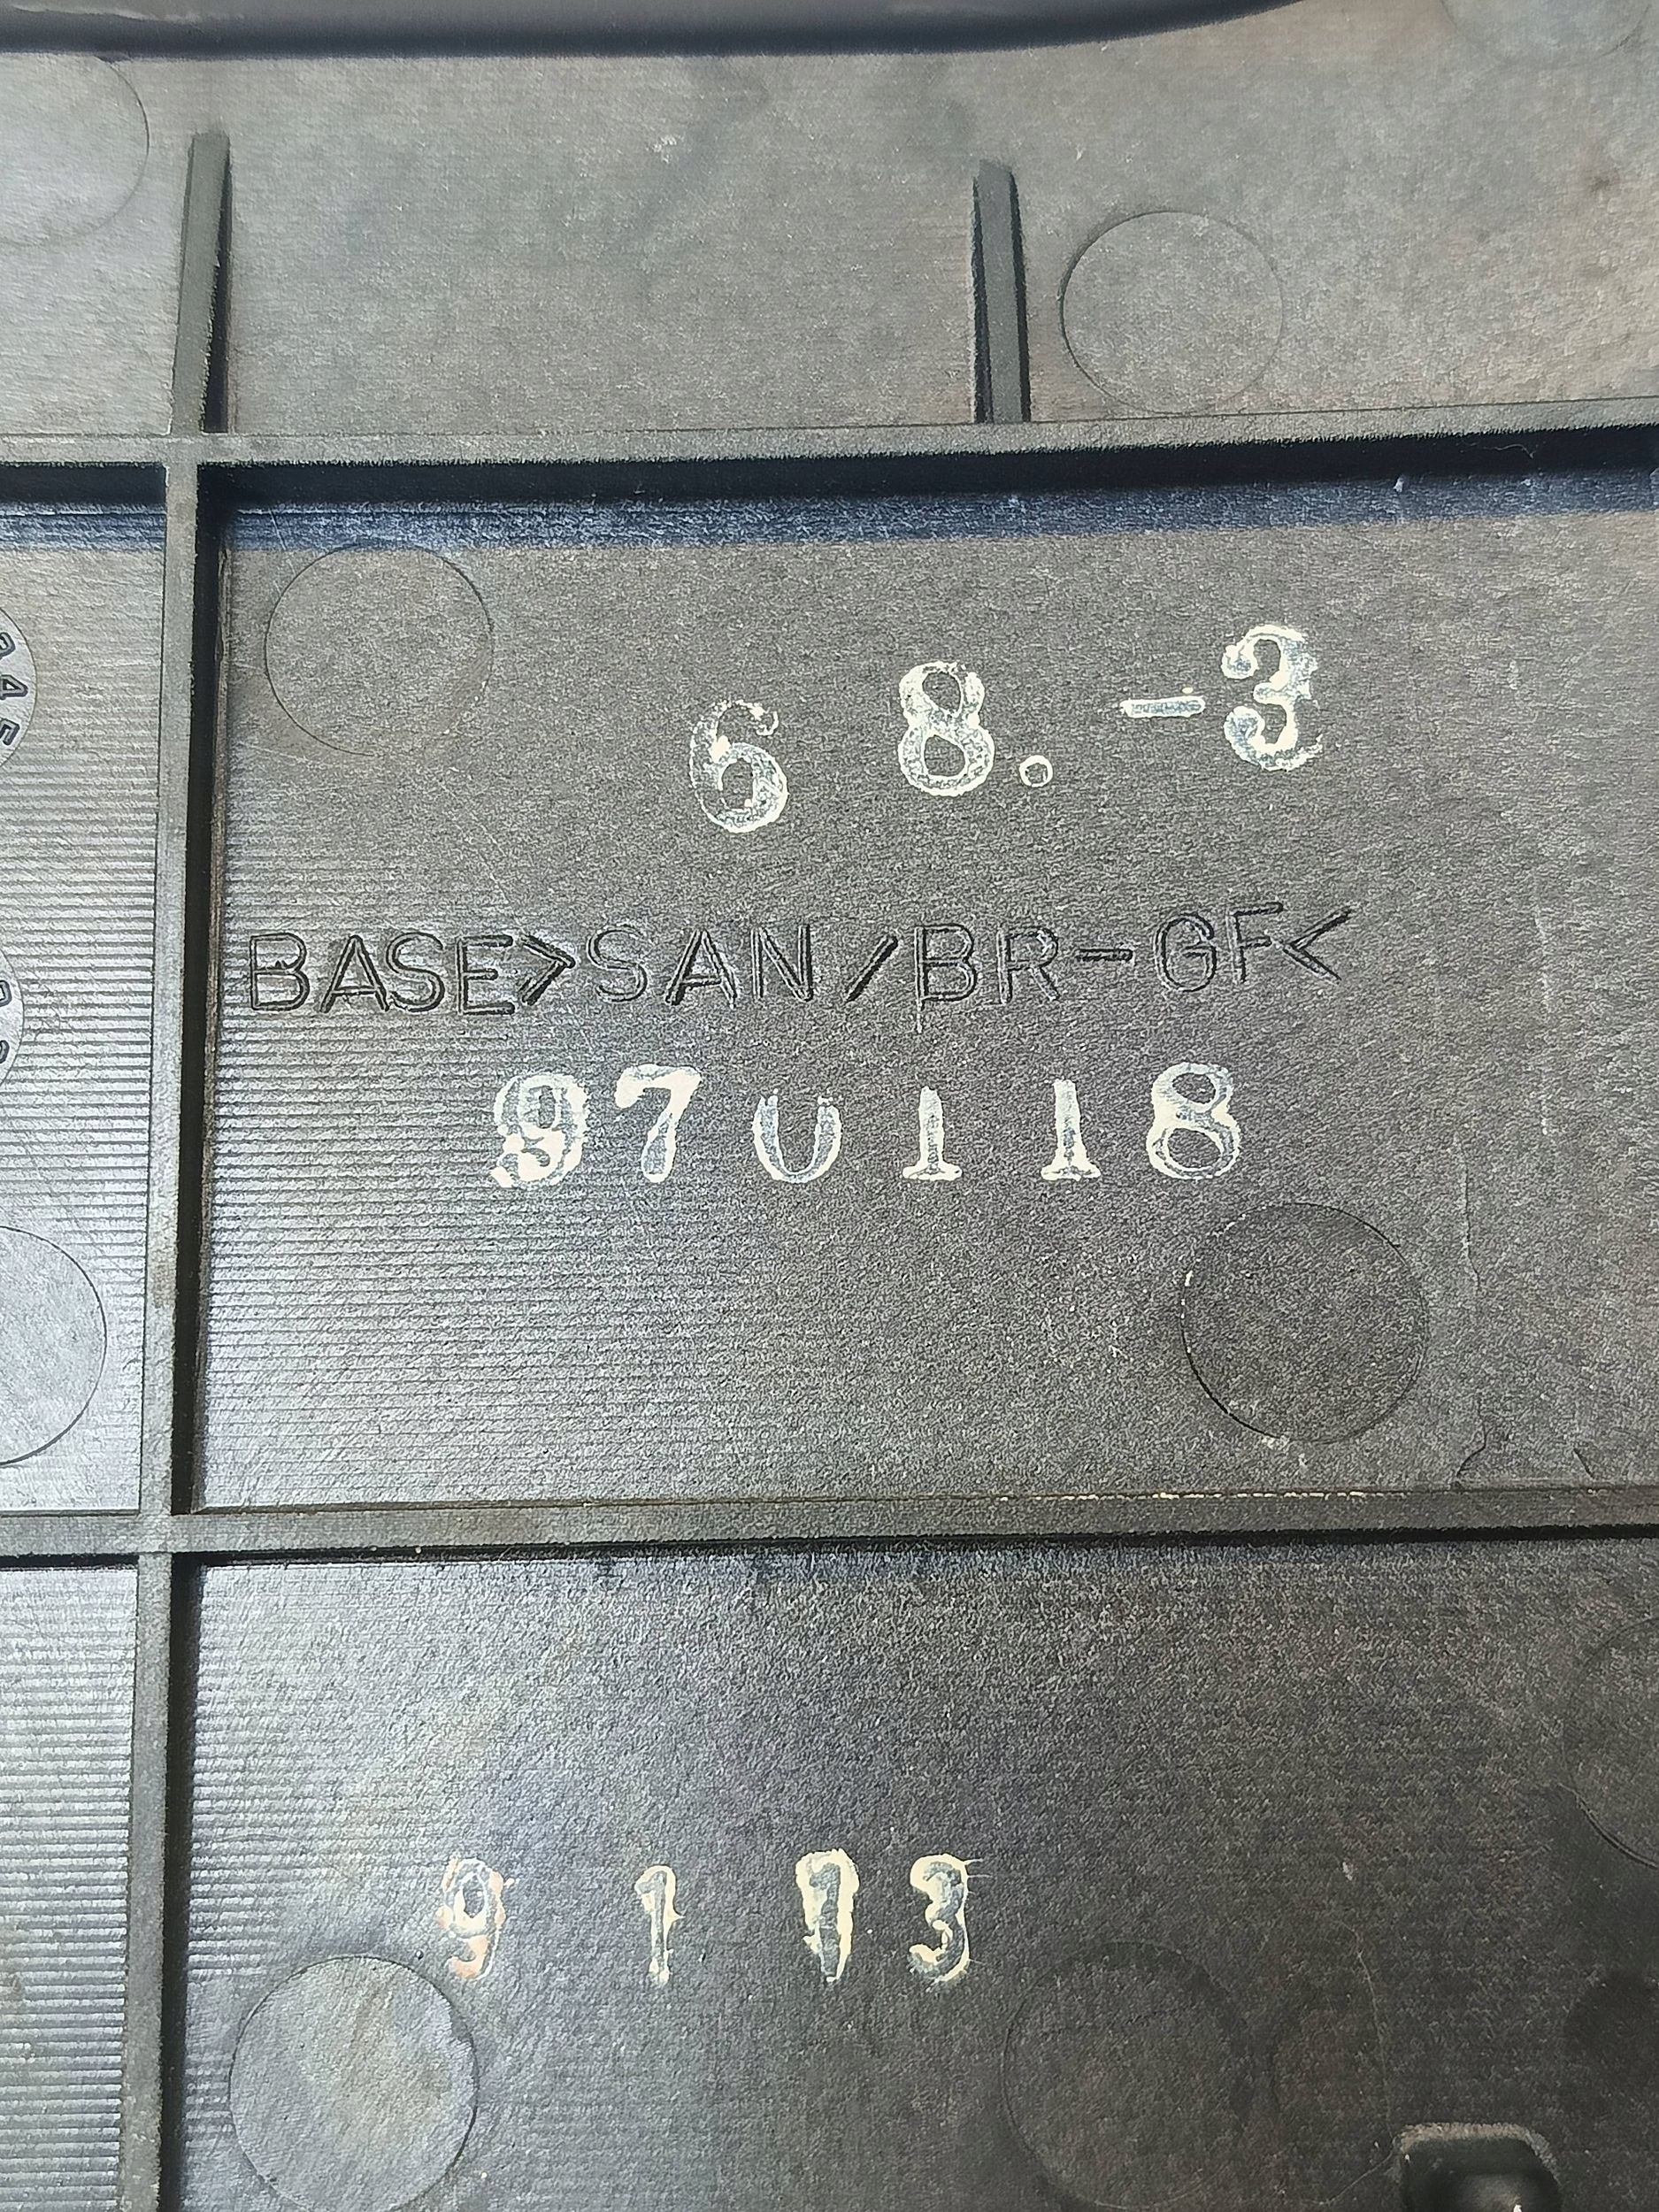 6 8. -3
BASE>SAN/BR-GF<
970118
9 1 13